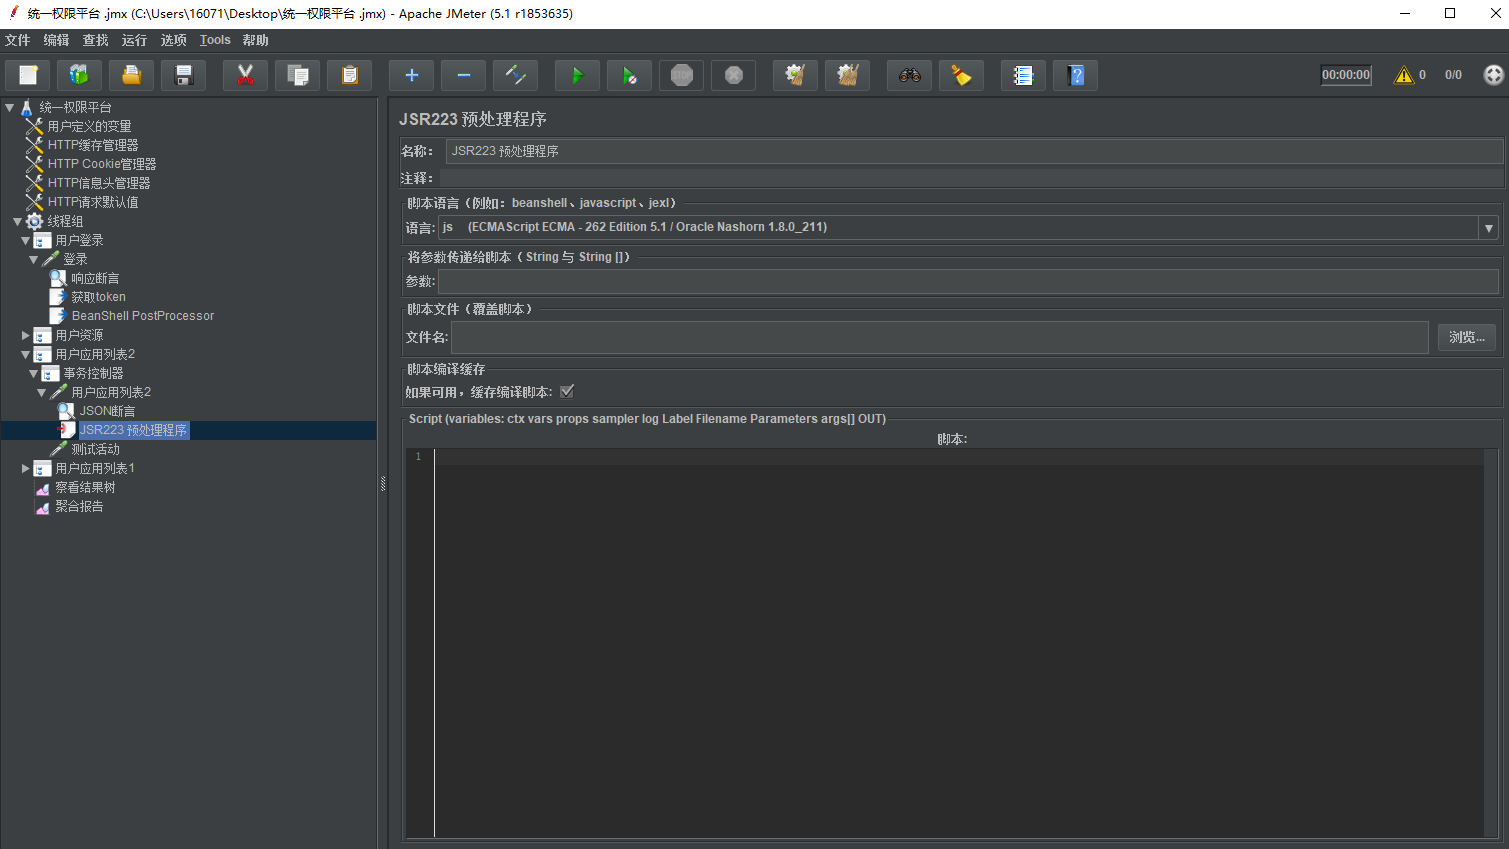 统一权限平台 .jmx (C:\Users\16071\Desktop\统一权限平台 .jmx) - Apache JMeter (5.1 r1853635)
文件 编辑 查找 运行 选项 Tools 帮助
STOP 00:00:00 0 0/0
统一权限平台
用户定义的变量
HTTP缓存管理器
HTTP Cookie管理器
HTTP信息头管理器
HTTP请求默认值
线程组
用户登录
登录
响应断言
获取token
BeanShell PostProcessor
用户资源
用户应用列表2
事务控制器
用户应用列表2
JSON断言
JSR223 预处理程序
测试活动
用户应用列表1
察看结果树
聚合报告
JSR223 预处理程序
名称： JSR223 预处理程序
注释：
脚本语言（例如：beanshell、javascript、jexl）
语言: js (ECMAScript ECMA - 262 Edition 5.1 / Oracle Nashorn 1.8.0_211)
将参数传递给脚本（ String 与 String []）
参数:
脚本文件（覆盖脚本）
文件名: 浏览...
脚本编译缓存
如果可用，缓存编译脚本:
Script (variables: ctx vars props sampler log Label Filename Parameters args[] OUT)
脚本:
1